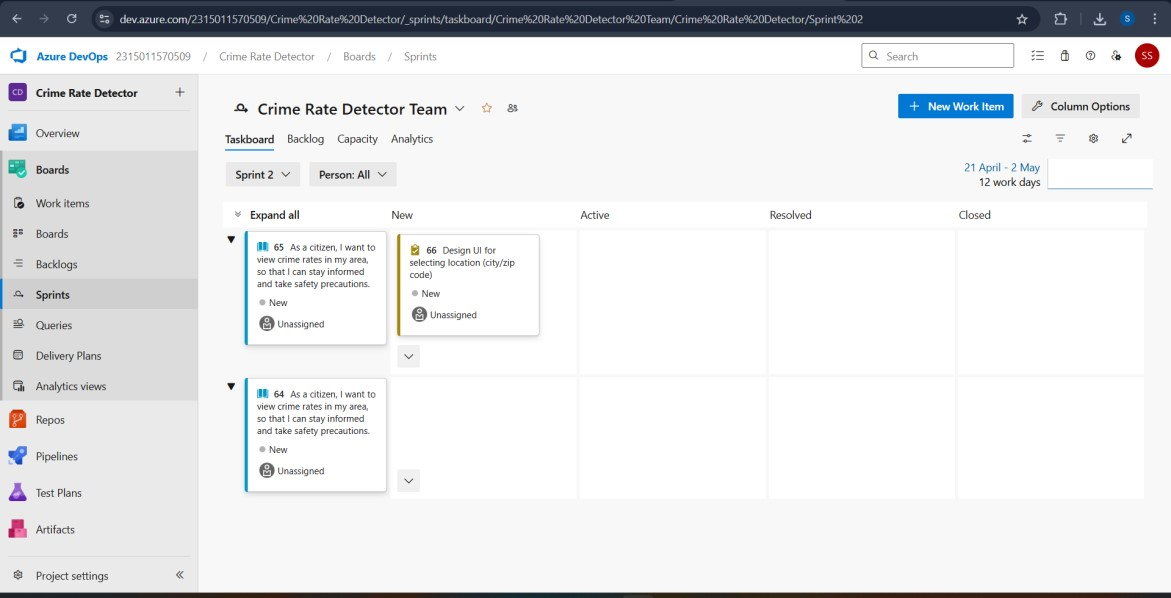 dev.azure.com/2315011570509/Crime%20Rate%20Detector/_sprints/taskboard/Crime%20Rate%20Detector%20Team/Crime%20Rate%20Detector/Sprint%202
S
Azure DevOps 2315011570509 / Crime Rate Detector / Boards / Sprints
Search
SS
CD Crime Rate Detector +
Overview
Boards
Work items
Boards
Backlogs
Sprints
Queries
Delivery Plans
Analytics views
Repos
Pipelines
Test Plans
Artifacts
Project settings
Crime Rate Detector Team
+ New Work Item
Column Options
Taskboard Backlog Capacity Analytics
Sprint 2
Person: All
21 April - 2 May
12 work days
Expand all New Active Resolved Closed
65 As a citizen, I want to
view crime rates in my area,
so that I can stay informed
and take safety precautions.
New
Unassigned
66 Design UI for
selecting location (city/zip
code)
New
Unassigned
64 As a citizen, I want to
view crime rates in my area,
so that I can stay informed
and take safety precautions.
New
Unassigned